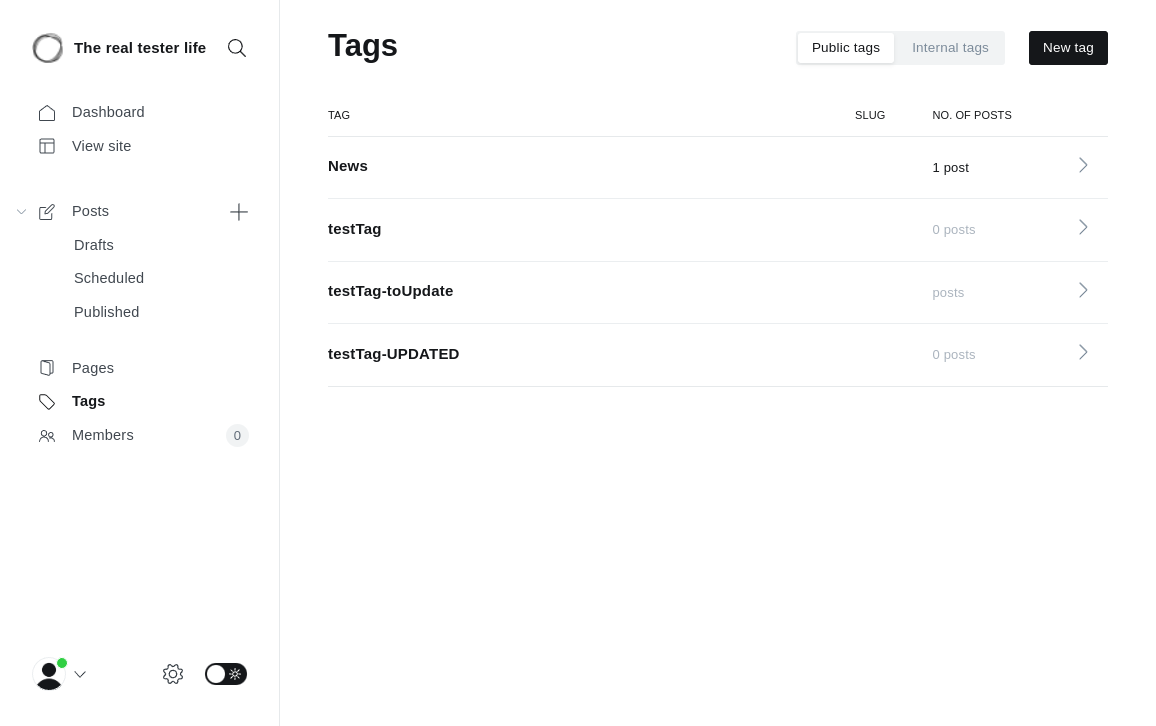 The real tester life
Dashboard
View site
Posts
Drafts
Scheduled
Published
Pages
Tags
Members 0
Tags
Public tags Internal tags New tag
TAG SLUG NO. OF POSTS
News 1 post
testTag 0 posts
testTag-toUpdate posts
testTag-UPDATED 0 posts